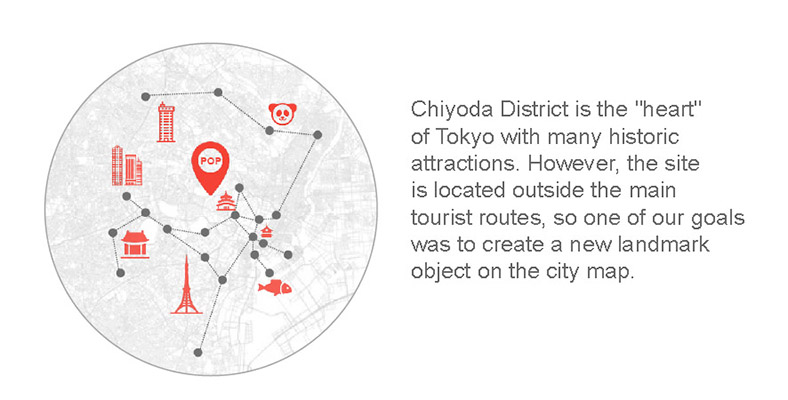 POP
Chiyoda District is the "heart"
of Tokyo with many historic
attractions. However, the site
is located outside the main
tourist routes, so one of our goals
was to create a new landmark
object on the city map.